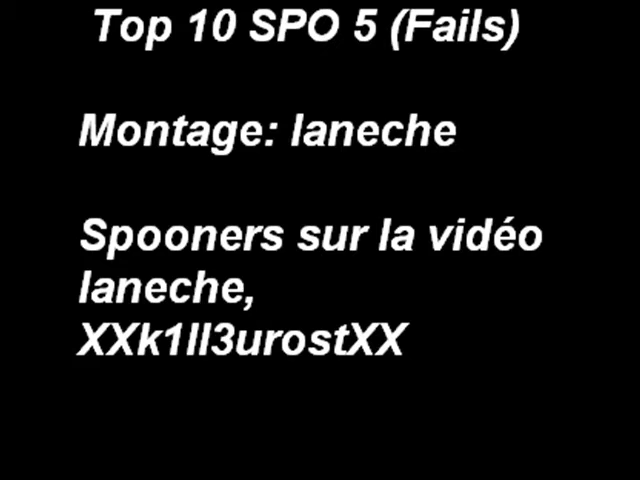 Top 10 SPO 5 (Fails)
Montage: laneche
Spooners sur la vidéo
laneche,
XXk1ll3urostXX